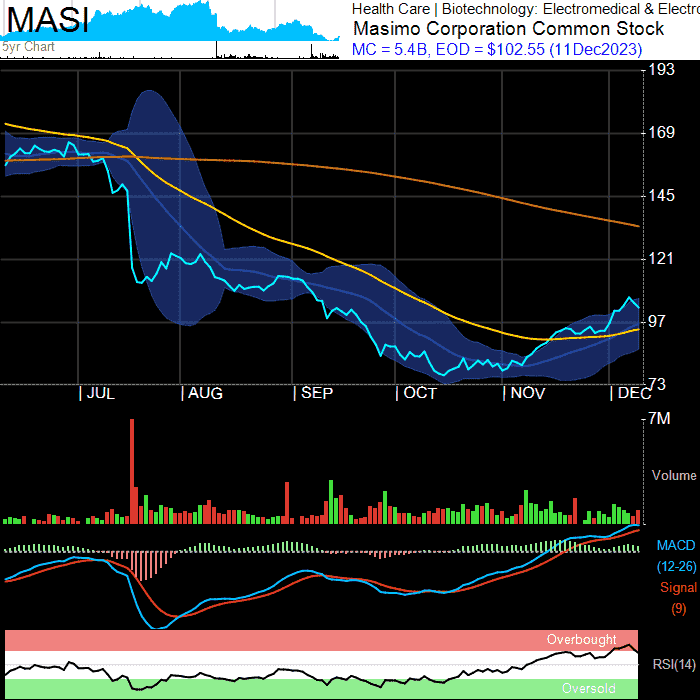 MASI
5yr Chart
Health Care | Biotechnology: Electromedical & Electro
Masimo Corporation Common Stock
MC = 5.4B, EOD = $102.55 (11Dec2023)
193
169
145
121
97
73
JUL
AUG
SEP
OCT
NOV
DEC
7M
Volume
MACD
(12-26)
Signal
(9)
Overbought
RSI(14)
Oversold